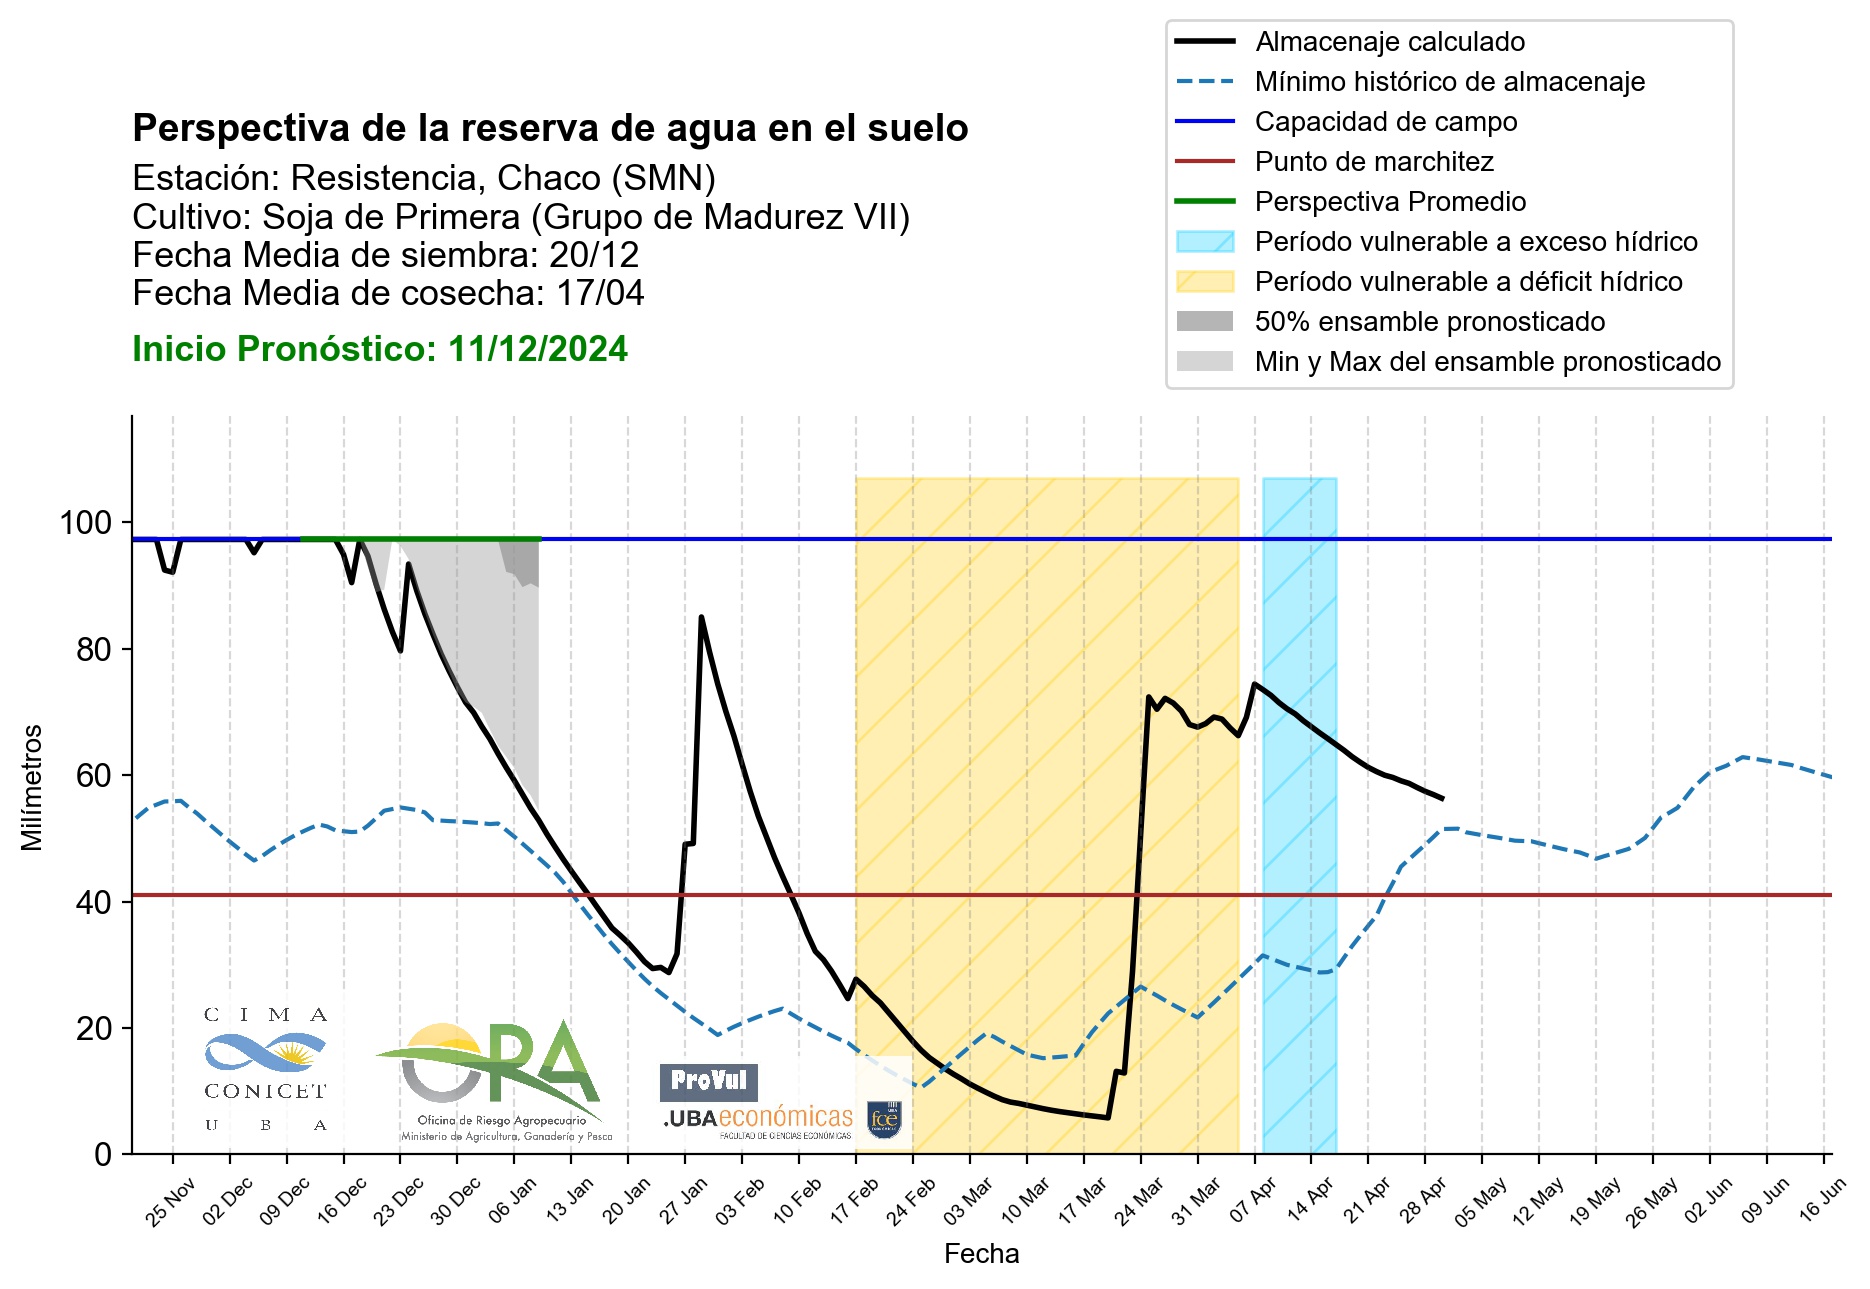 Almacenaje calculado
Mínimo histórico de almacenaje
Capacidad de campo
Punto de marchitez
Perspectiva Promedio
Período vulnerable a exceso hídrico
Período vulnerable a déficit hídrico
50% ensamble pronosticado
Min y Max del ensamble pronosticado
Perspectiva de la reserva de agua en el suelo
Estación: Resistencia, Chaco (SMN)
Cultivo: Soja de Primera (Grupo de Madurez VII)
Fecha Media de siembra: 20/12
Fecha Media de cosecha: 17/04
Inicio Pronóstico: 11/12/2024
Milímetros
100
80
60
40
20
0
CIMA
CONICET
UBA
ORA
Oficina de Riesgo Agropecuario
Ministerio de Agricultura, Ganadería y Pesca
ProVul
.UBAeconómicas
FACULTAD DE CIENCIAS ECONÓMICAS
UBA
fce
ECONÓMICAS
25 Nov
02 Dec
09 Dec
16 Dec
23 Dec
30 Dec
06 Jan
13 Jan
20 Jan
27 Jan
03 Feb
10 Feb
17 Feb
24 Feb
03 Mar
10 Mar
17 Mar
24 Mar
31 Mar
07 Apr
14 Apr
21 Apr
28 Apr
05 May
12 May
19 May
26 May
02 Jun
09 Jun
16 Jun
Fecha